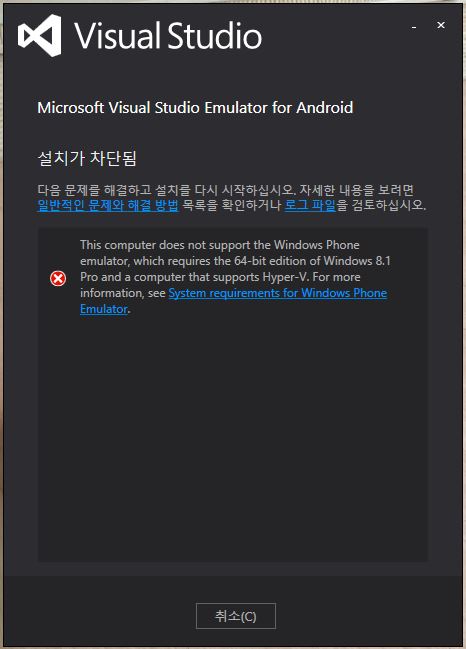 Visual Studio
Microsoft Visual Studio Emulator for Android
설치가 차단됨
다음 문제를 해결하고 설치를 다시 시작하십시오. 자세한 내용을 보려면
일반적인 문제와 해결 방법 목록을 확인하거나 로그 파일을 검토하십시오.
This computer does not support the Windows Phone
emulator, which requires the 64-bit edition of Windows 8.1
Pro and a computer that supports Hyper-V. For more
information, see System requirements for Windows Phone
Emulator.
취소(C)